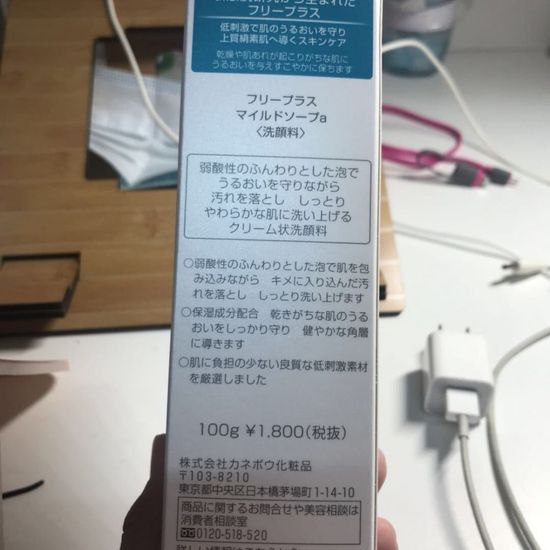 フリープラス
低刺激で肌のうるおいを守り
上質絹素肌へ導くスキンケア
乾燥や肌あれが起こりがちな肌に
うるおいを与えすこやかに保ちます
フリープラス
マイルドソープa
〈洗顔料〉
弱酸性のふんわりとした泡で
うるおいを守りながら
汚れを落とし しっとり
やわらかな肌に洗い上げる
クリーム状洗顔料
○弱酸性のふんわりとした泡で肌を包
み込みながら キメに入り込んだ汚
れを落とし しっとり洗い上げます
○保湿成分配合 乾きがちな肌のうる
おいをしっかり守り 健やかな角層
に導きます
○肌に負担の少ない良質な低刺激素材
を厳選しました
100g ¥1,800(税抜)
株式会社カネボウ化粧品
〒103-8210
東京都中央区日本橋茅場町1-14-10
商品に関するお問合せや美容相談は
消費者相談室
☎0120-518-520